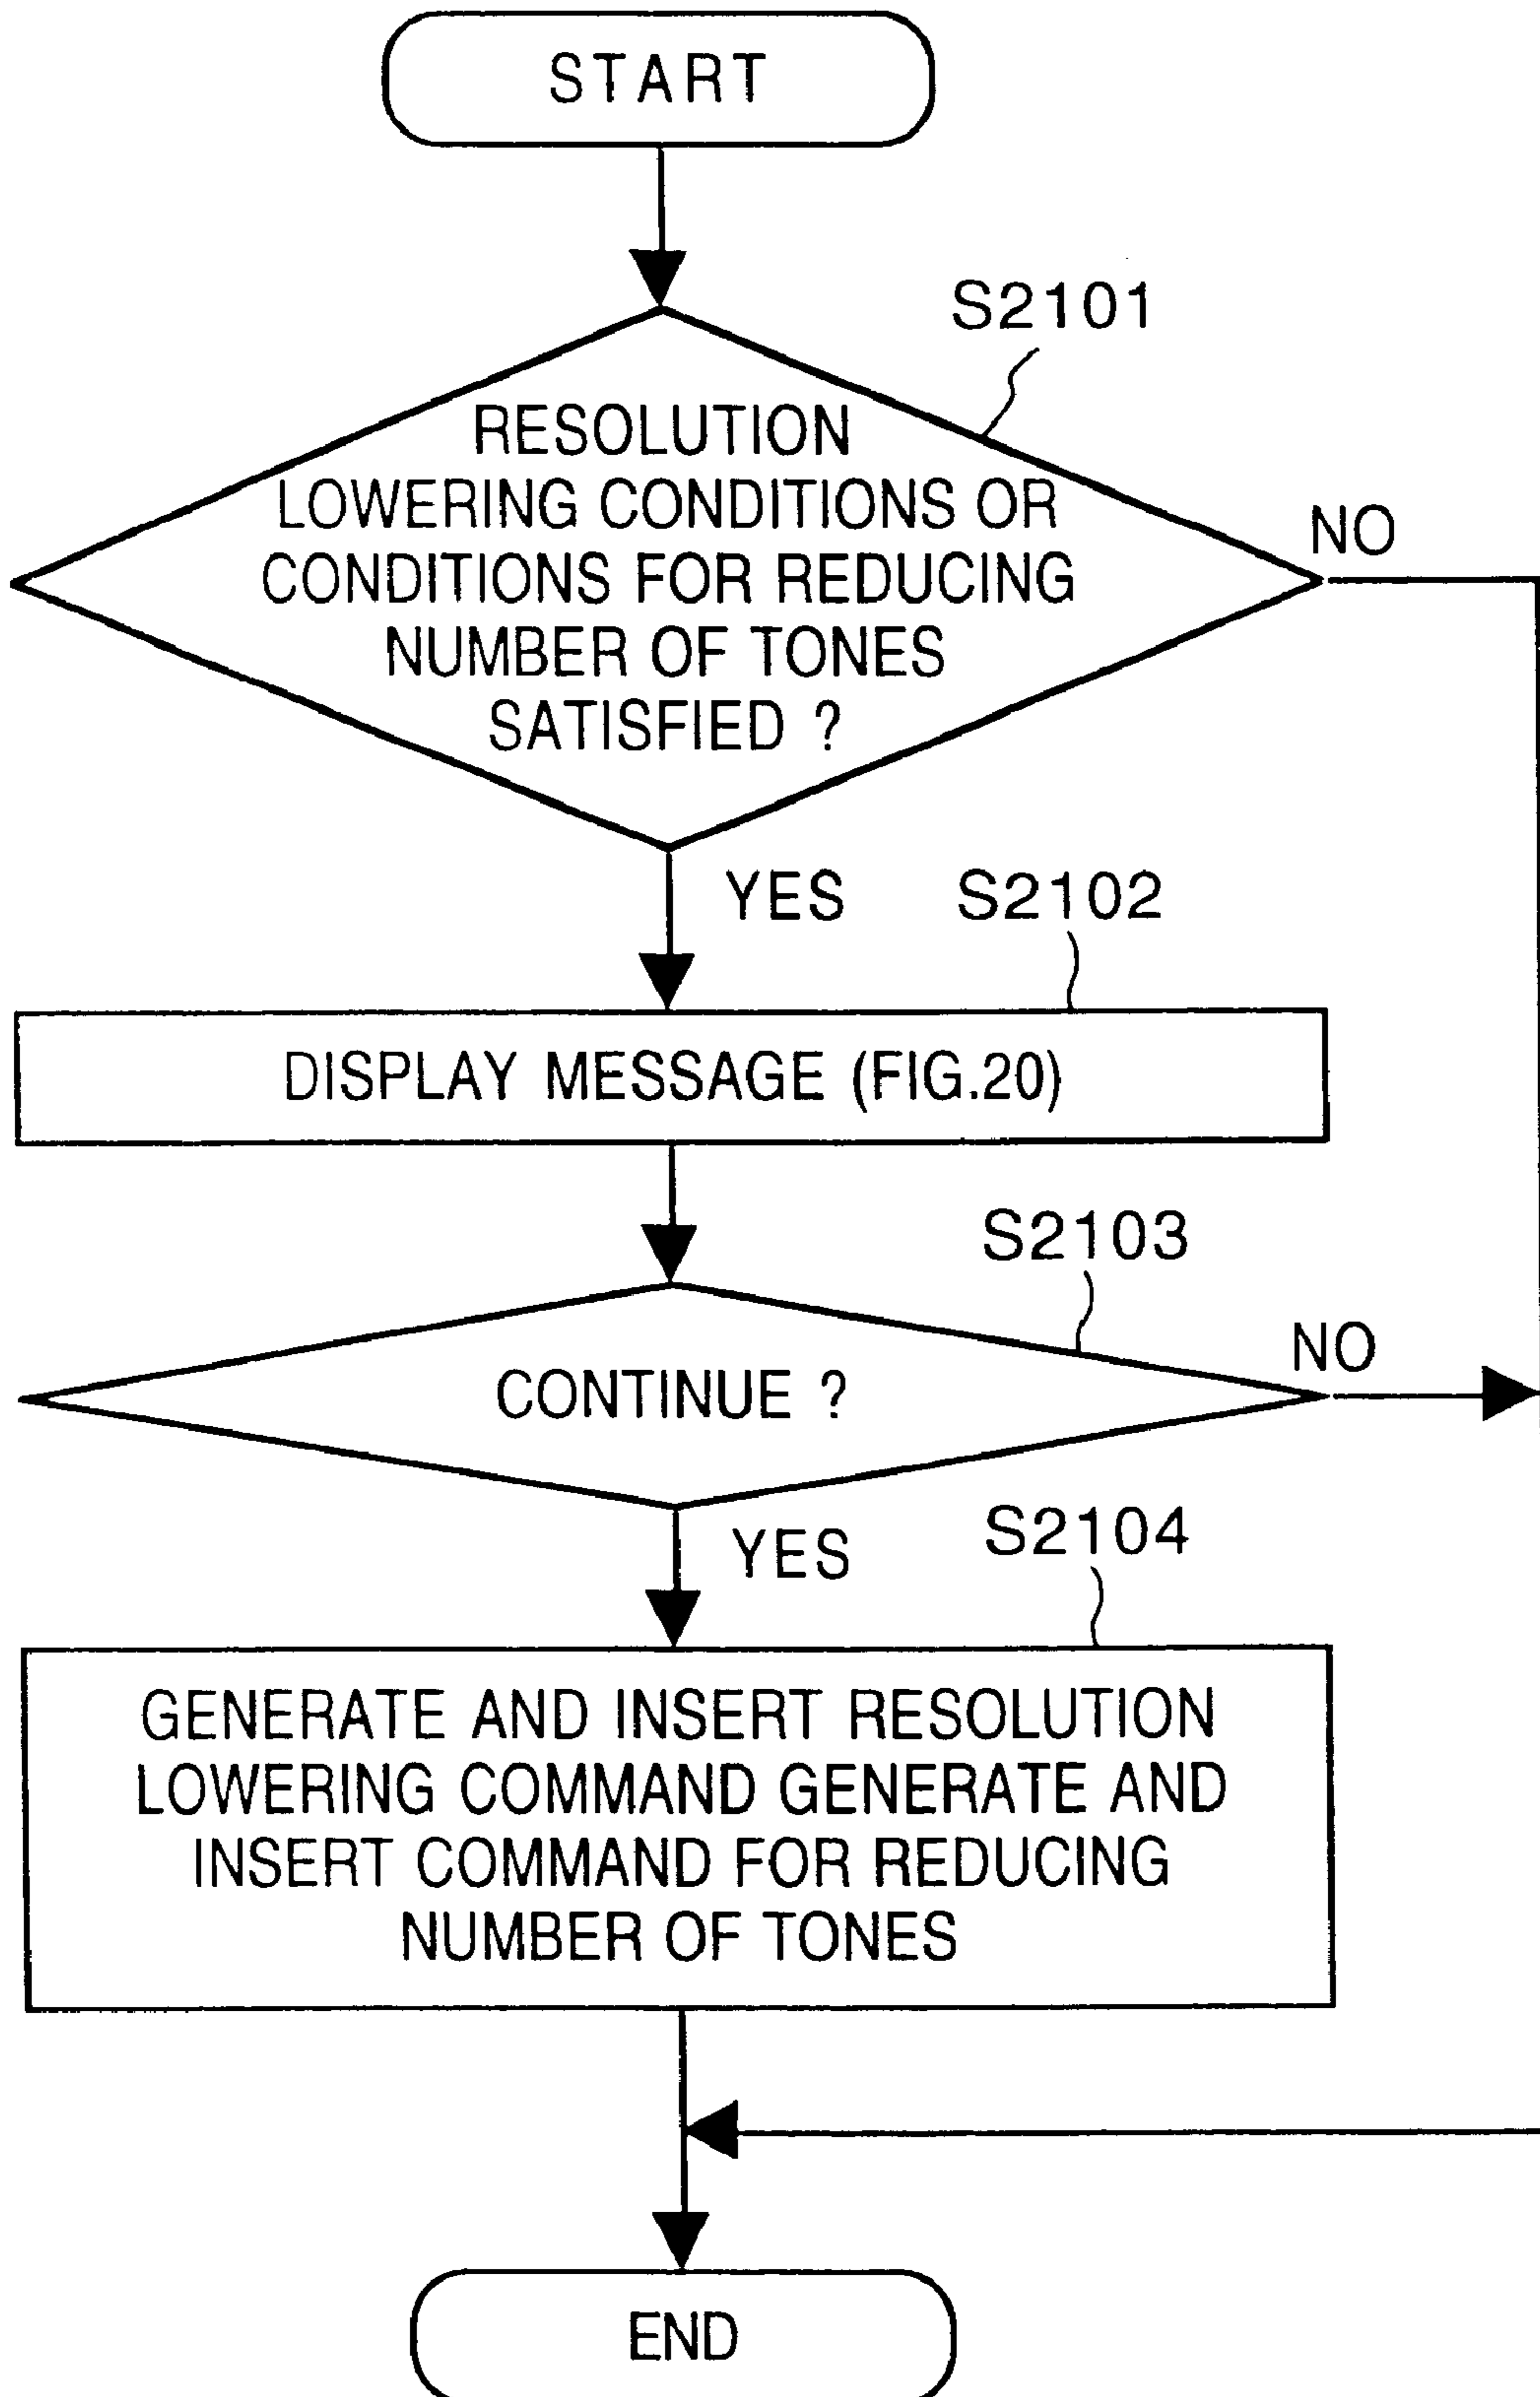 START
S2101
RESOLUTION
LOWERING CONDITIONS OR
CONDITIONS FOR REDUCING
NUMBER OF TONES
SATISFIED ?
NO
YES
S2102
DISPLAY MESSAGE (FIG.20)
S2103
CONTINUE ?
NO
YES
S2104
GENERATE AND INSERT RESOLUTION
LOWERING COMMAND GENERATE AND
INSERT COMMAND FOR REDUCING
NUMBER OF TONES
END